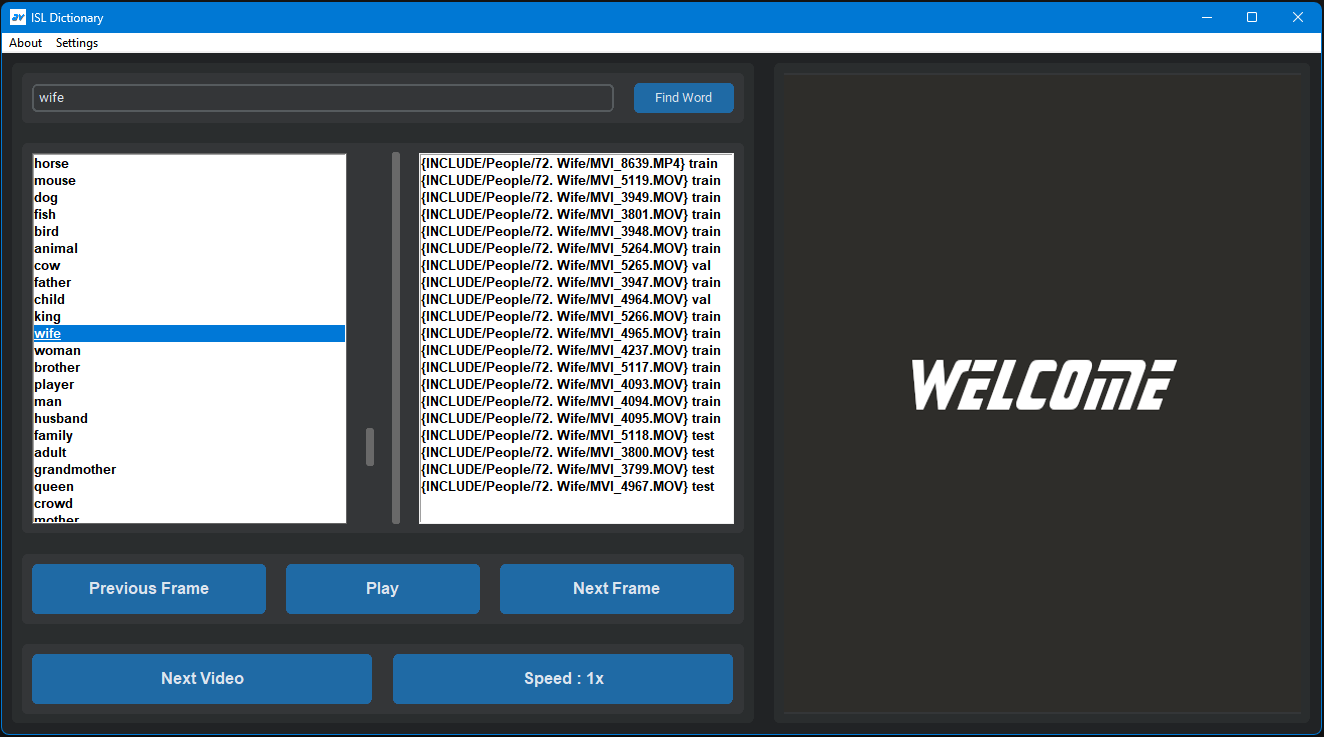 ISL Dictionary
About Settings
wife
Find Word
horse
mouse
dog
fish
bird
animal
cow
father
child
king
wife
woman
brother
player
man
husband
family
adult
grandmother
queen
crowd
mother
{INCLUDE/People/72. Wife/MVI_8639.MP4} train
{INCLUDE/People/72. Wife/MVI_5119.MOV} train
{INCLUDE/People/72. Wife/MVI_3949.MOV} train
{INCLUDE/People/72. Wife/MVI_3801.MOV} train
{INCLUDE/People/72. Wife/MVI_3948.MOV} train
{INCLUDE/People/72. Wife/MVI_5264.MOV} train
{INCLUDE/People/72. Wife/MVI_5265.MOV} val
{INCLUDE/People/72. Wife/MVI_3947.MOV} train
{INCLUDE/People/72. Wife/MVI_4964.MOV} val
{INCLUDE/People/72. Wife/MVI_5266.MOV} train
{INCLUDE/People/72. Wife/MVI_4965.MOV} train
{INCLUDE/People/72. Wife/MVI_4237.MOV} train
{INCLUDE/People/72. Wife/MVI_5117.MOV} train
{INCLUDE/People/72. Wife/MVI_4093.MOV} train
{INCLUDE/People/72. Wife/MVI_4094.MOV} train
{INCLUDE/People/72. Wife/MVI_4095.MOV} train
{INCLUDE/People/72. Wife/MVI_5118.MOV} test
{INCLUDE/People/72. Wife/MVI_3800.MOV} test
{INCLUDE/People/72. Wife/MVI_3799.MOV} test
{INCLUDE/People/72. Wife/MVI_4967.MOV} test
Previous Frame
Play
Next Frame
Next Video
Speed : 1x
WELCOME